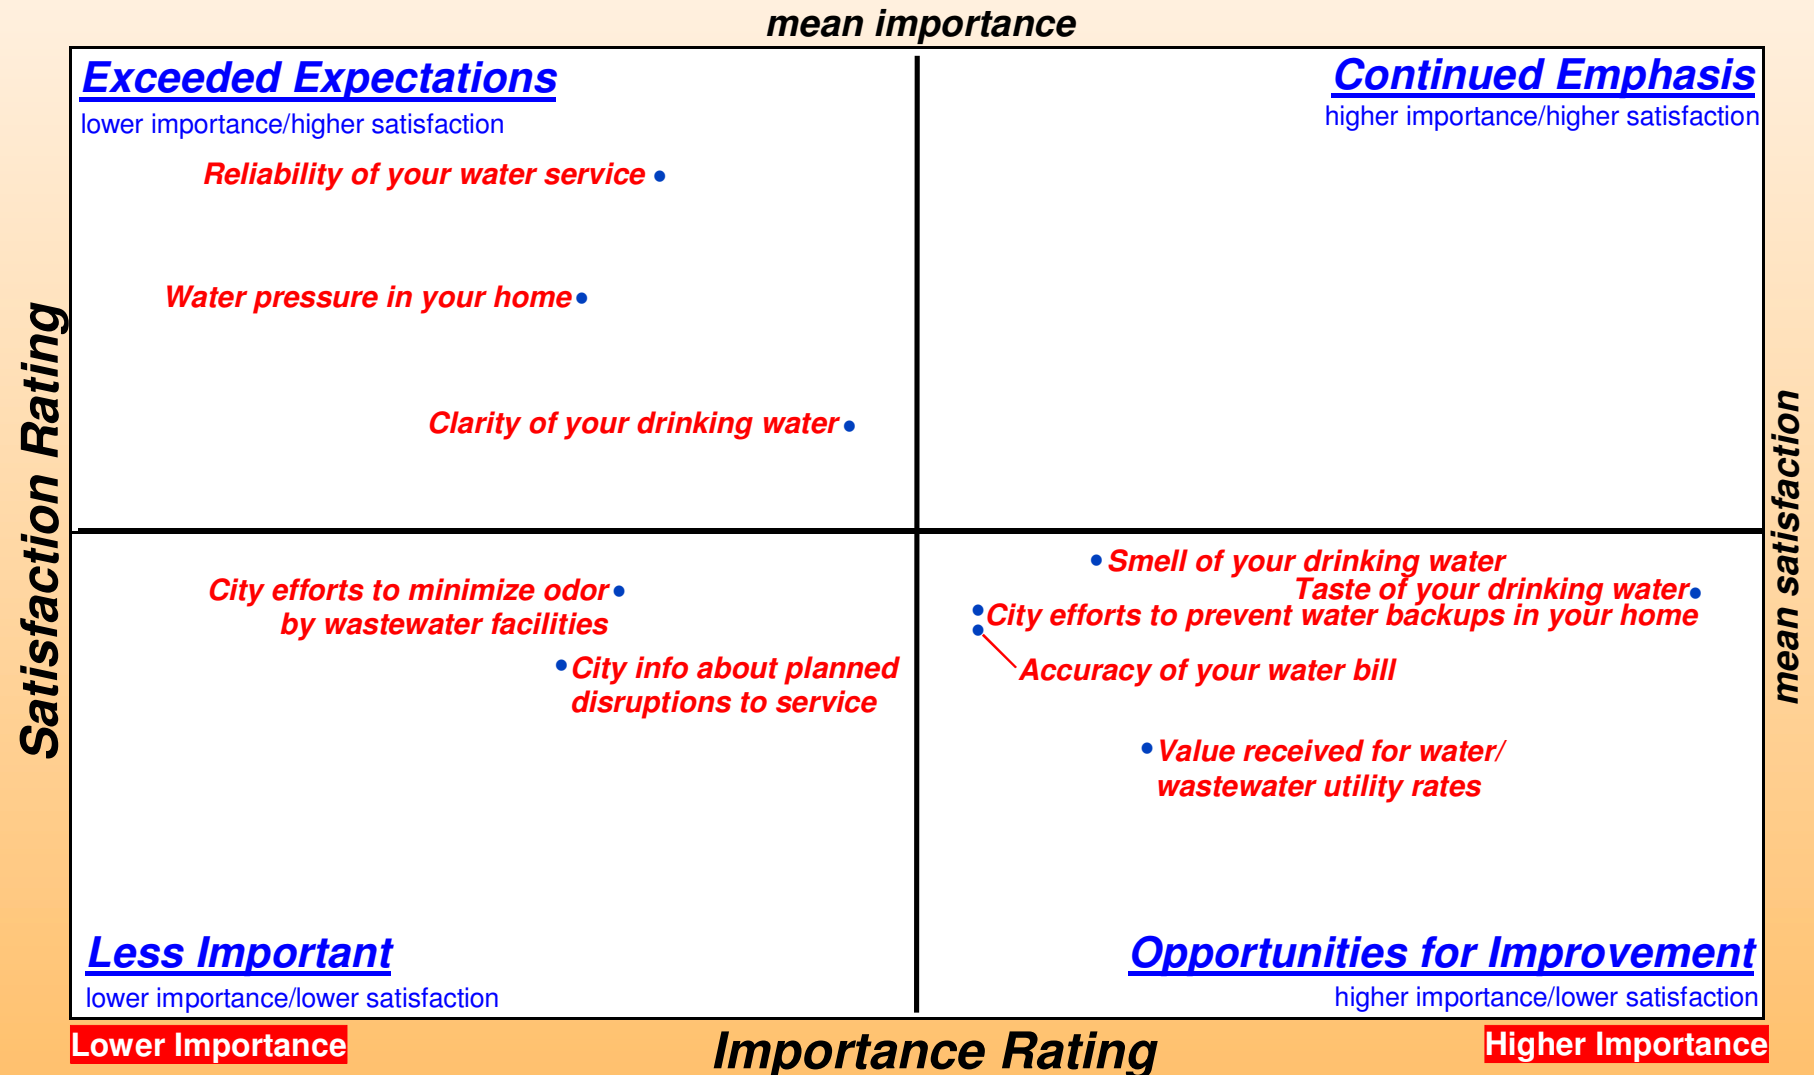 mean importance
Exceeded Expectations
lower importance/higher satisfaction
Continued Emphasis
higher importance/higher satisfaction
Reliability of your water service
Water pressure in your home
Clarity of your drinking water
Satisfaction Rating
mean satisfaction
City efforts to minimize odor
by wastewater facilities
City info about planned
disruptions to service
Smell of your drinking water
Taste of your drinking water
City efforts to prevent water backups in your home
Accuracy of your water bill
Value received for water/
wastewater utility rates
Less Important
lower importance/lower satisfaction
Opportunities for Improvement
higher importance/lower satisfaction
Lower Importance
Importance Rating
Higher Importance